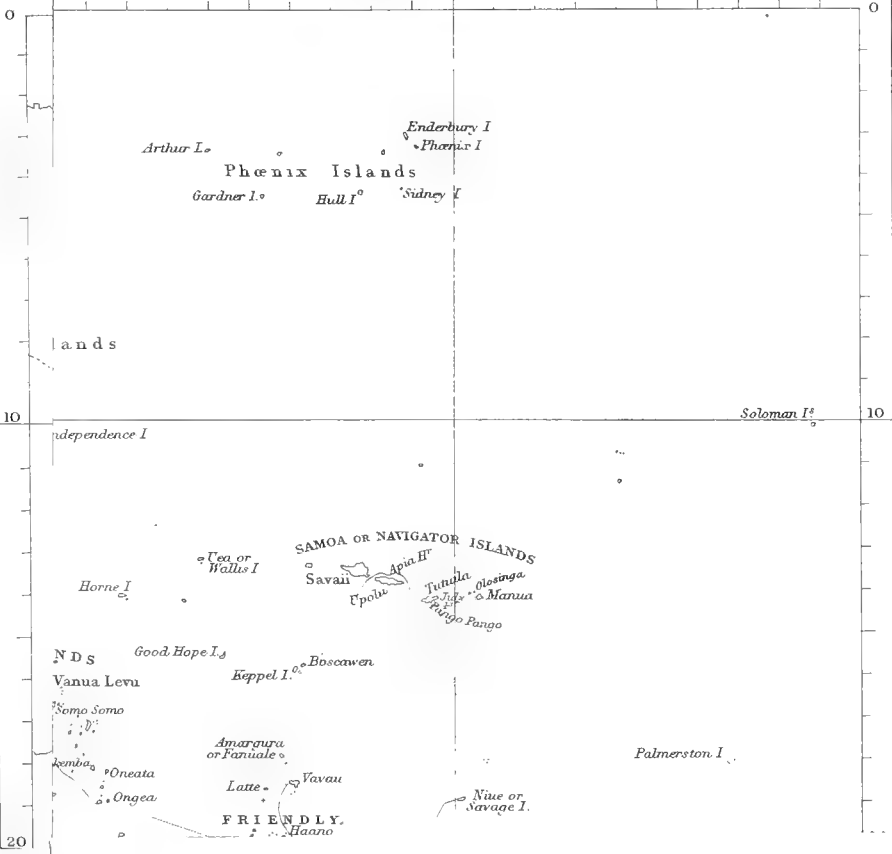 0
0
Enderbury I
Arthur I.
Phœnix I
Phœnix Islands
Gardner I.
Hull I
Sidney I
lands
Soloman Iˢ
10
10
ndependence I
SAMOA OR NAVIGATOR ISLANDS
Uea or
Wallis I
Apia Hʳ
Savaii
Tutuila
Olosinga
Horne I
Upolu
Manua
Pango Pango
NDS
Good Hope I.
Boscawen
Keppel I.
Vanua Levu
Somo Somo
Amargura
or Fanuale
Palmerston I
kemba
Oneata
Vavau
Latte
Ongea
Niue or
Savage I.
FRIENDLY
Haano
20